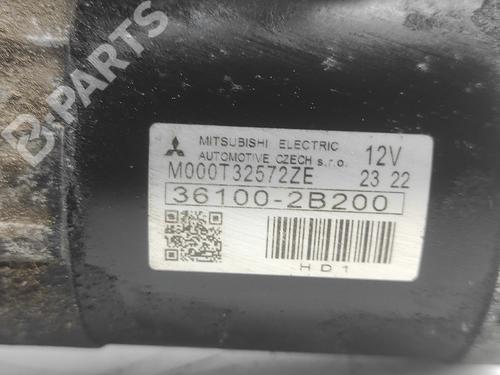 B-PARTS
MITSUBISHI ELECTRIC
AUTOMOTIVE CZECH s.r.o.
12V
M000T32572ZE
23 22
36100-2B200
HD1